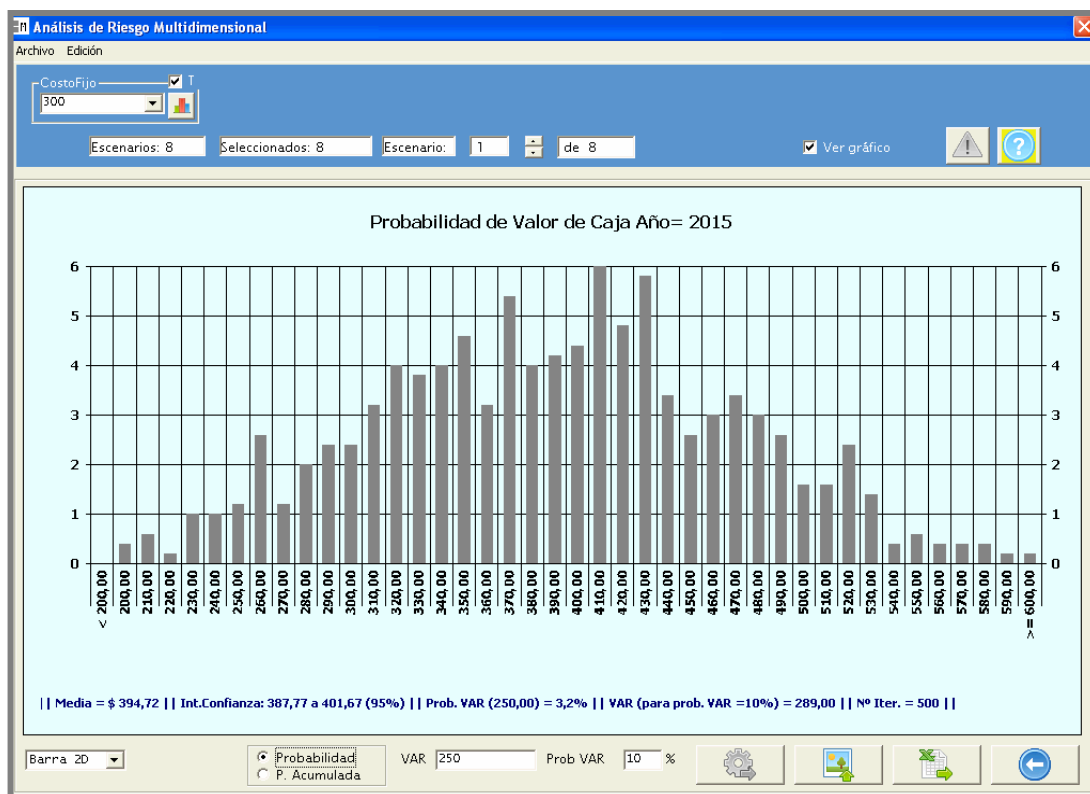 Análisis de Riesgo Multidimensional
Archivo Edición
CostoFijo T
300
Escenarios: 8 Seleccionados: 8 Escenario: 1 de 8 Ver gráfico
Probabilidad de Valor de Caja Año= 2015
6 6
5 5
4 4
3 3
2 2
1 1
0 0
< 200,00 200,00 210,00 220,00 230,00 240,00 250,00 260,00 270,00 280,00 290,00 300,00 310,00 320,00 330,00 340,00 350,00 360,00 370,00 380,00 390,00 400,00 410,00 420,00 430,00 440,00 450,00 460,00 470,00 480,00 490,00 500,00 510,00 520,00 530,00 540,00 550,00 560,00 570,00 580,00 590,00 >= 600,00
|| Media = $ 394,72 || Int.Confianza: 387,77 a 401,67 (95%) || Prob. VAR (250,00) = 3,2% || VAR (para prob. VAR =10%) = 289,00 || Nº Iter. = 500 ||
Barra 2D Probabilidad VAR 250 Prob VAR 10 %
P. Acumulada